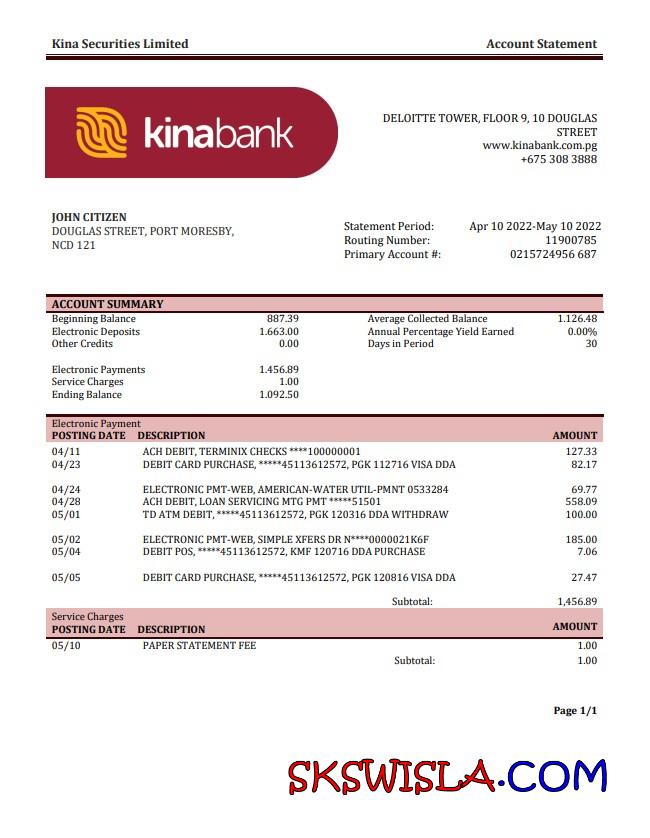 Kina Securities Limited Account Statement
kinabank
DELOITTE TOWER, FLOOR 9, 10 DOUGLAS
STREET
www.kinabank.com.pg
+675 308 3888
JOHN CITIZEN
DOUGLAS STREET, PORT MORESBY,
NCD 121
Statement Period: Apr 10 2022-May 10 2022
Routing Number: 11900785
Primary Account #: 0215724956 687
ACCOUNT SUMMARY
Beginning Balance 887.39 Average Collected Balance 1.126.48
Electronic Deposits 1.663.00 Annual Percentage Yield Earned 0.00%
Other Credits 0.00 Days in Period 30
Electronic Payments 1.456.89
Service Charges 1.00
Ending Balance 1.092.50
Electronic Payment
POSTING DATE DESCRIPTION AMOUNT
04/11 ACH DEBIT, TERMINIX CHECKS ****100000001 127.33
04/23 DEBIT CARD PURCHASE, *****45113612572, PGK 112716 VISA DDA 82.17
04/24 ELECTRONIC PMT-WEB, AMERICAN-WATER UTIL-PMNT 0533284 69.77
04/28 ACH DEBIT, LOAN SERVICING MTG PMT *****51501 558.09
05/01 TD ATM DEBIT, *****45113612572, PGK 120316 DDA WITHDRAW 100.00
05/02 ELECTRONIC PMT-WEB, SIMPLE XFERS DR N****0000021K6F 185.00
05/04 DEBIT POS, *****45113612572, KMF 120716 DDA PURCHASE 7.06
05/05 DEBIT CARD PURCHASE, *****45113612572, PGK 120816 VISA DDA 27.47
Subtotal: 1,456.89
Service Charges
POSTING DATE DESCRIPTION AMOUNT
05/10 PAPER STATEMENT FEE 1.00
Subtotal: 1.00
Page 1/1
SKSWISLA.COM